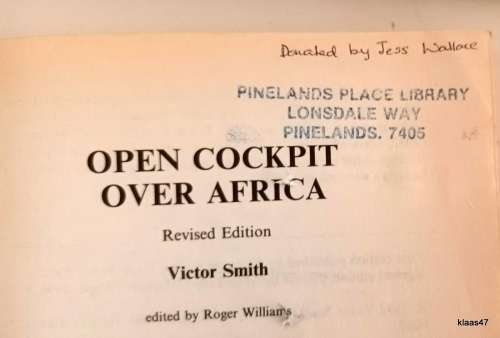 Donated by Jess Wallace
PINELANDS PLACE LIBRARY
LONSDALE WAY
PINELANDS. 7405
OPEN COCKPIT
OVER AFRICA
Revised Edition
Victor Smith
edited by Roger Williams
klaas47